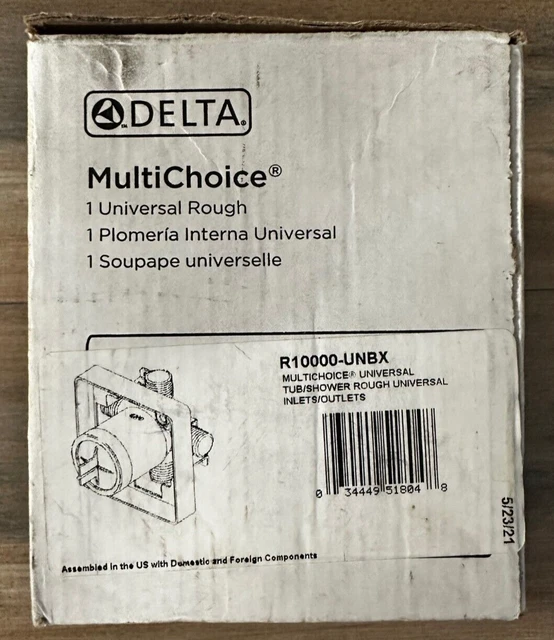 DELTA®
MultiChoice®
1 Universal Rough
1 Plomería Interna Universal
1 Soupape universelle
R10000-UNBX
MULTICHOICE® UNIVERSAL
TUB/SHOWER ROUGH UNIVERSAL
INLETS/OUTLETS
0 34449 51804 8
5/23/21
Assembled in the US with Domestic and Foreign Components